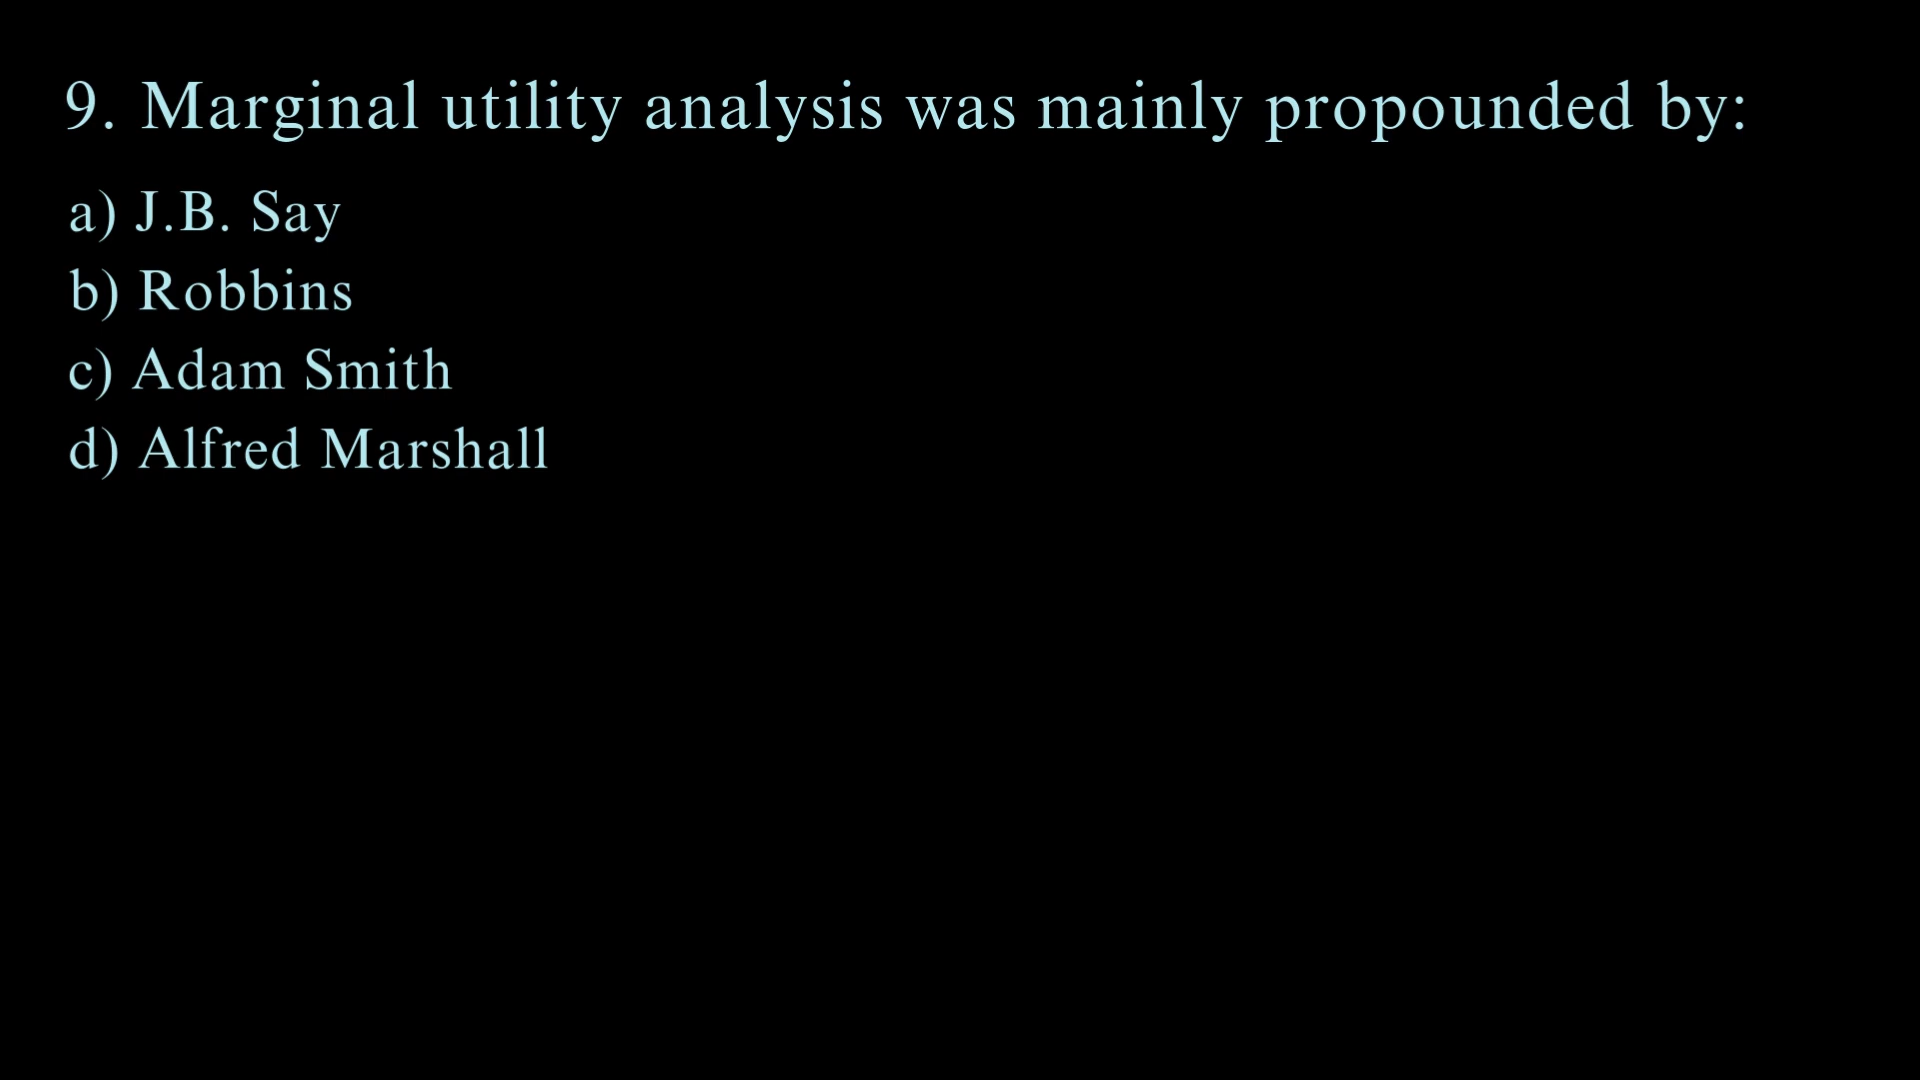 9. Marginal utility analysis was mainly propounded by:
a) J.B. Say
b) Robbins
c) Adam Smith
d) Alfred Marshall